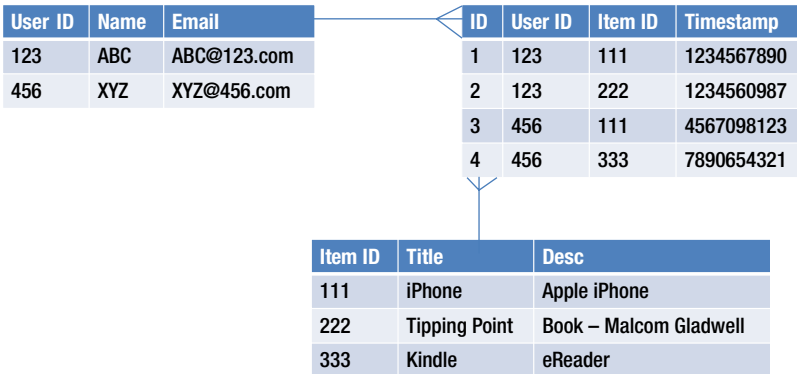 User ID Name Email
123 ABC ABC@123.com
456 XYZ XYZ@456.com
ID User ID Item ID Timestamp
1 123 111 1234567890
2 123 222 1234560987
3 456 111 4567098123
4 456 333 7890654321
Item ID Title Desc
111 iPhone Apple iPhone
222 Tipping Point Book – Malcom Gladwell
333 Kindle eReader